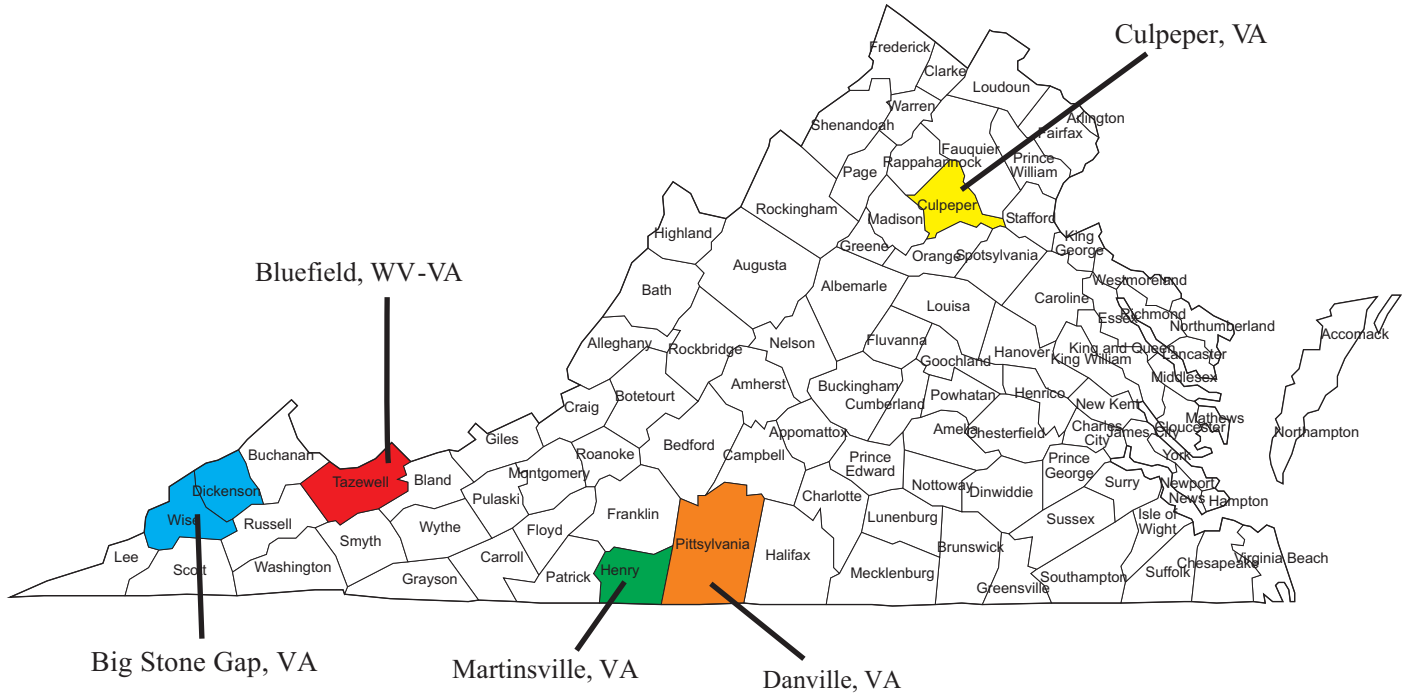 Culpeper, VA
Frederick
Clarke
Loudoun
Warren
Shenandoah
Arlington
Fairfax
Fauquier
Rappahannock
Prince
William
Page
Culpeper
Rockingham
Madison
Stafford
Highland
Greene
King
George
Orange
Spotsylvania
Bluefield, WV-VA
Augusta
Westmoreland
Bath
Albemarle
Caroline
Louisa
Essex
Richmond
Northumberland
Accomack
Alleghany
Rockbridge
Nelson
Fluvanna
Goochland
Hanover
King and Queen
King William
Lancaster
Middlesex
Amherst
Buckingham
Cumberland
Powhatan
Henrico
Botetourt
Craig
New Kent
Mathews
Gloucester
Charles
City
James City
Northampton
Giles
Bedford
Appomattox
Amelia
Chesterfield
Buchanan
Roanoke
Campbell
Prince
Edward
Prince
George
York
Tazewell
Bland
Montgomery
Dickenson
Pulaski
Nottoway
Dinwiddie
Surry
Newport
News
Hampton
Charlotte
Wise
Russell
Wythe
Floyd
Franklin
Lunenburg
Sussex
Isle of
Wight
Smyth
Pittsylvania
Lee
Scott
Washington
Carroll
Halifax
Brunswick
Chesapeake
Virginia Beach
Grayson
Patrick
Henry
Mecklenburg
Greensville
Southampton
Suffolk
Big Stone Gap, VA
Martinsville, VA
Danville, VA